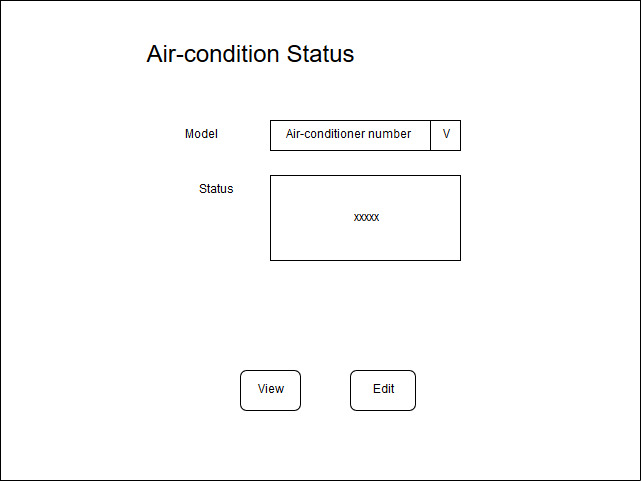 Air-condition Status
Model Air-conditioner number V
Status
xxxxx
View Edit